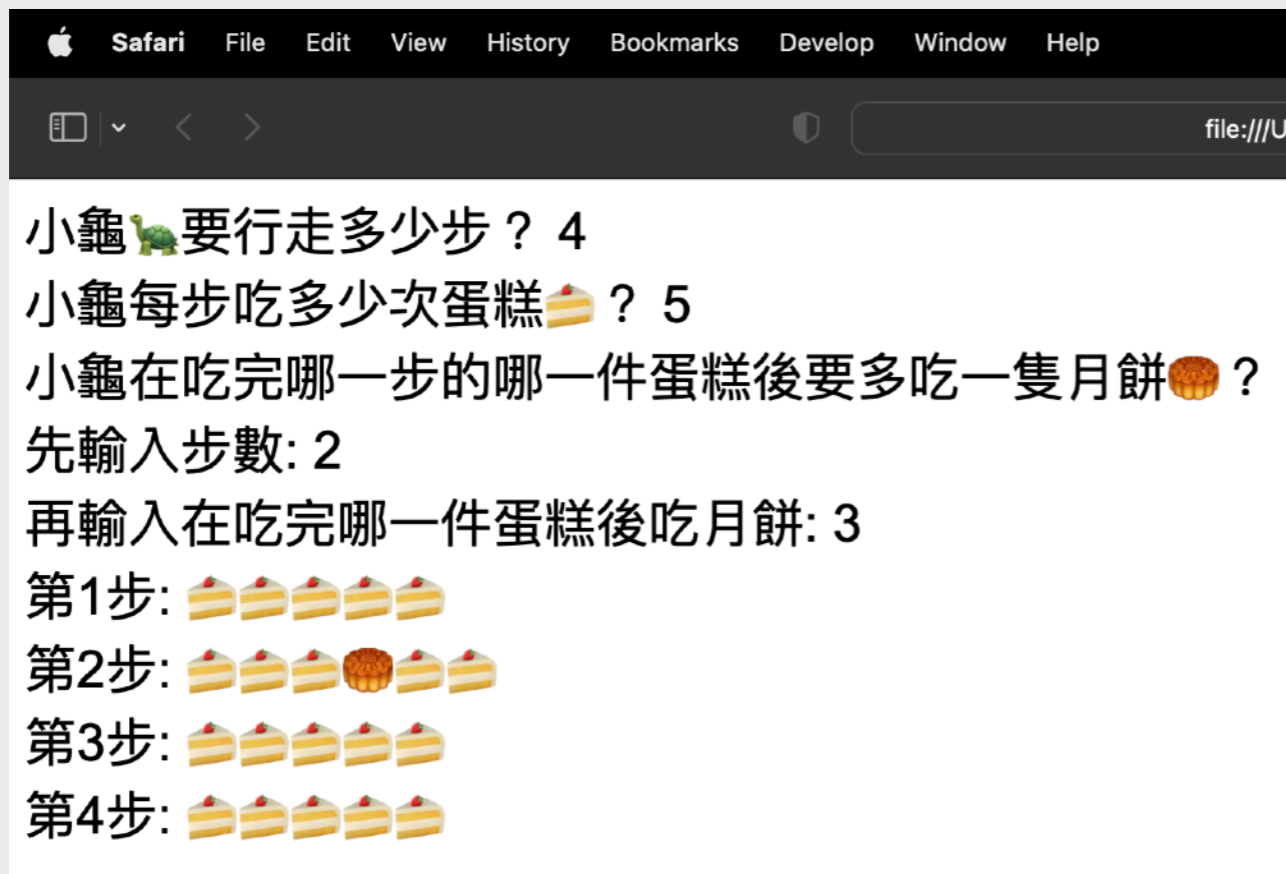 Safari File Edit View History Bookmarks Develop Window Help
file:///U
小龜🐢要行走多少步？ 4
小龜每步吃多少次蛋糕🍰？ 5
小龜在吃完哪一步的哪一件蛋糕後要多吃一隻月餅🥮？
先輸入步數: 2
再輸入在吃完哪一件蛋糕後吃月餅: 3
第1步: 🍰🍰🍰🍰🍰
第2步: 🍰🍰🍰🥮🍰🍰
第3步: 🍰🍰🍰🍰🍰
第4步: 🍰🍰🍰🍰🍰